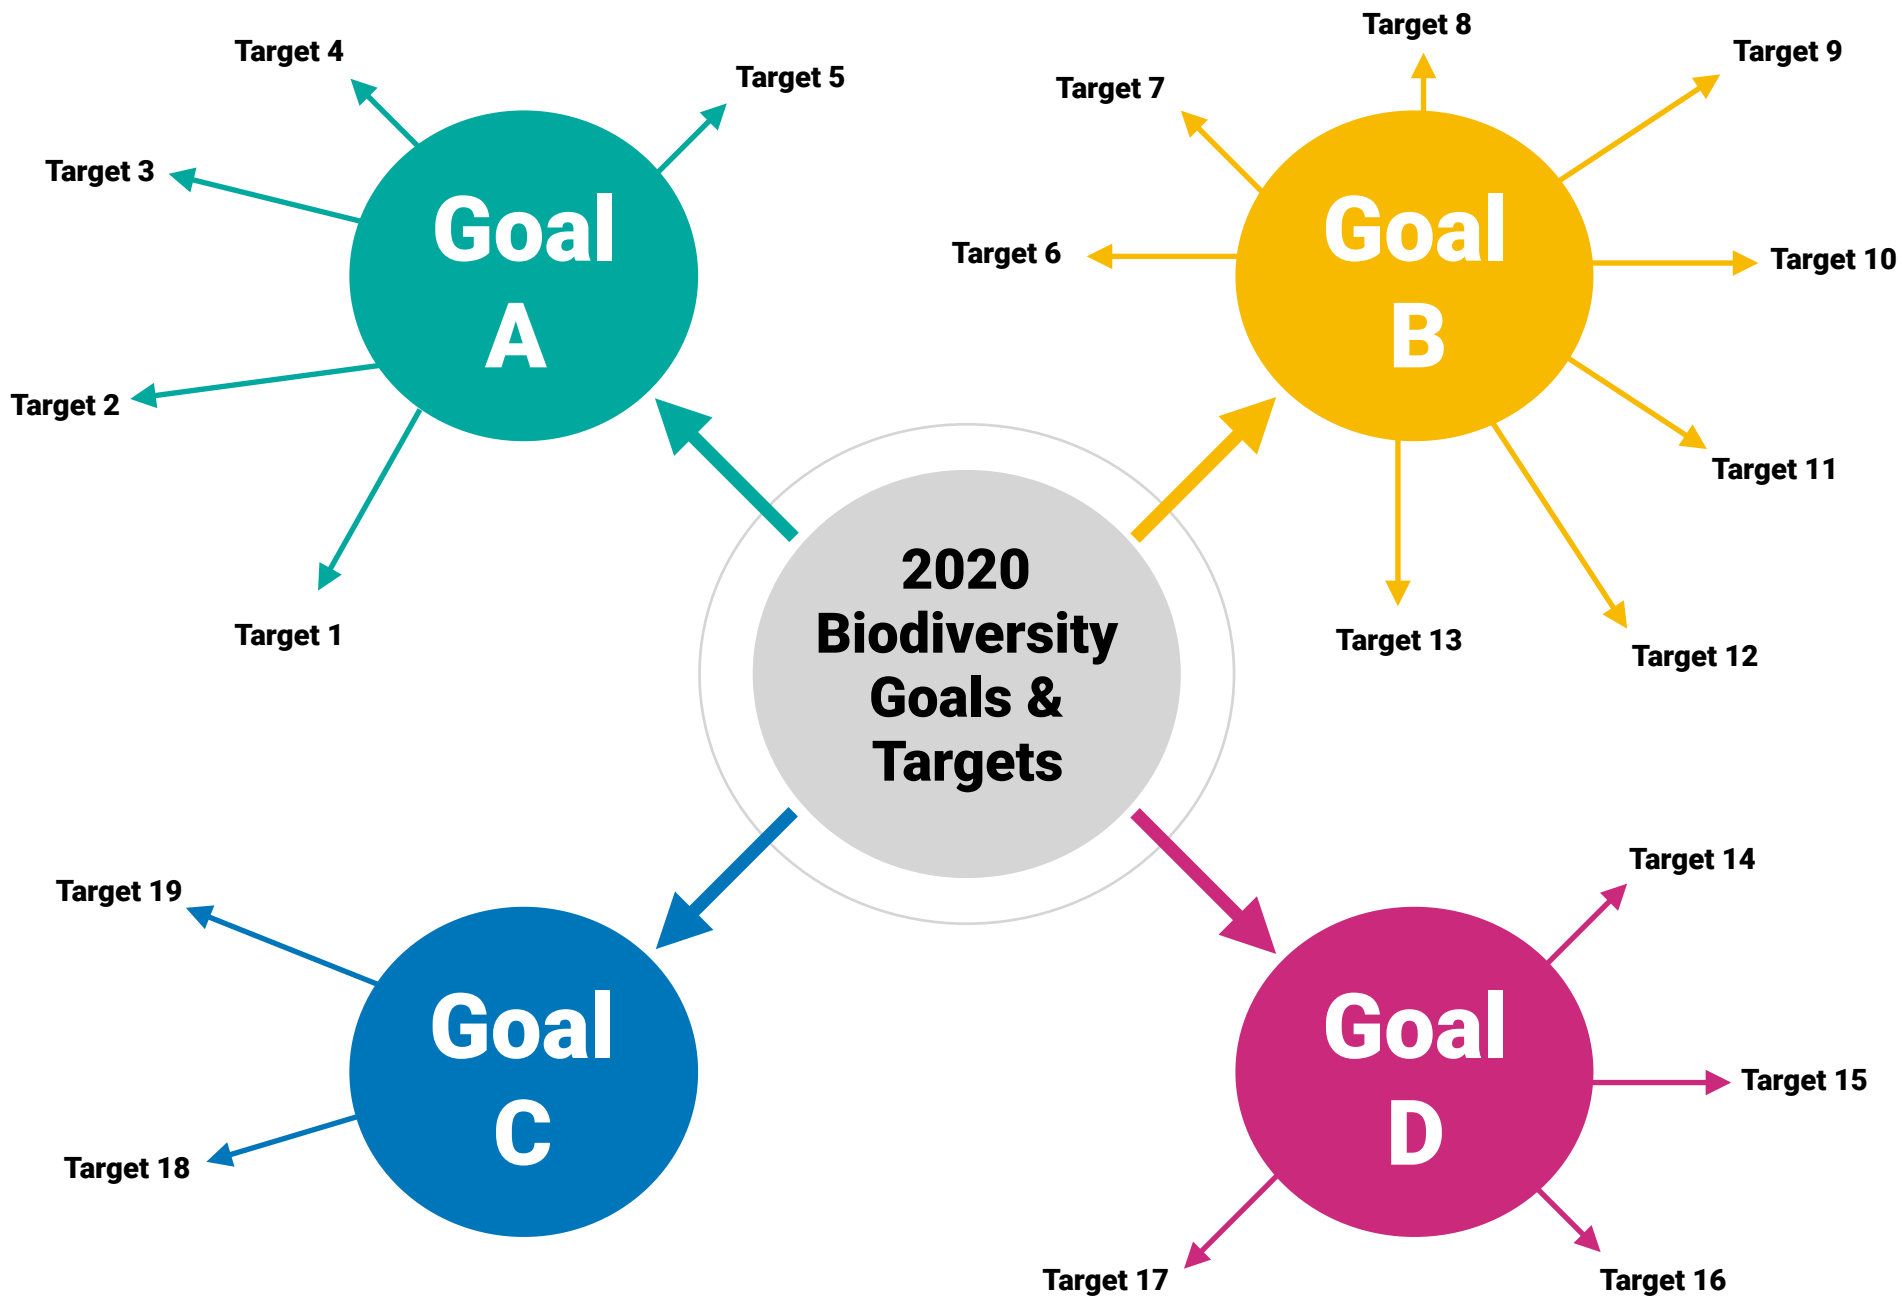 Target 8
Target 4
Target 9
Target 5
Target 7
Target 3
Goal
A
Goal
B
Target 6
Target 10
Target 2
Target 11
2020
Biodiversity
Goals &
Targets
Target 1
Target 13
Target 12
Target 14
Target 19
Goal
C
Goal
D
Target 15
Target 18
Target 17
Target 16